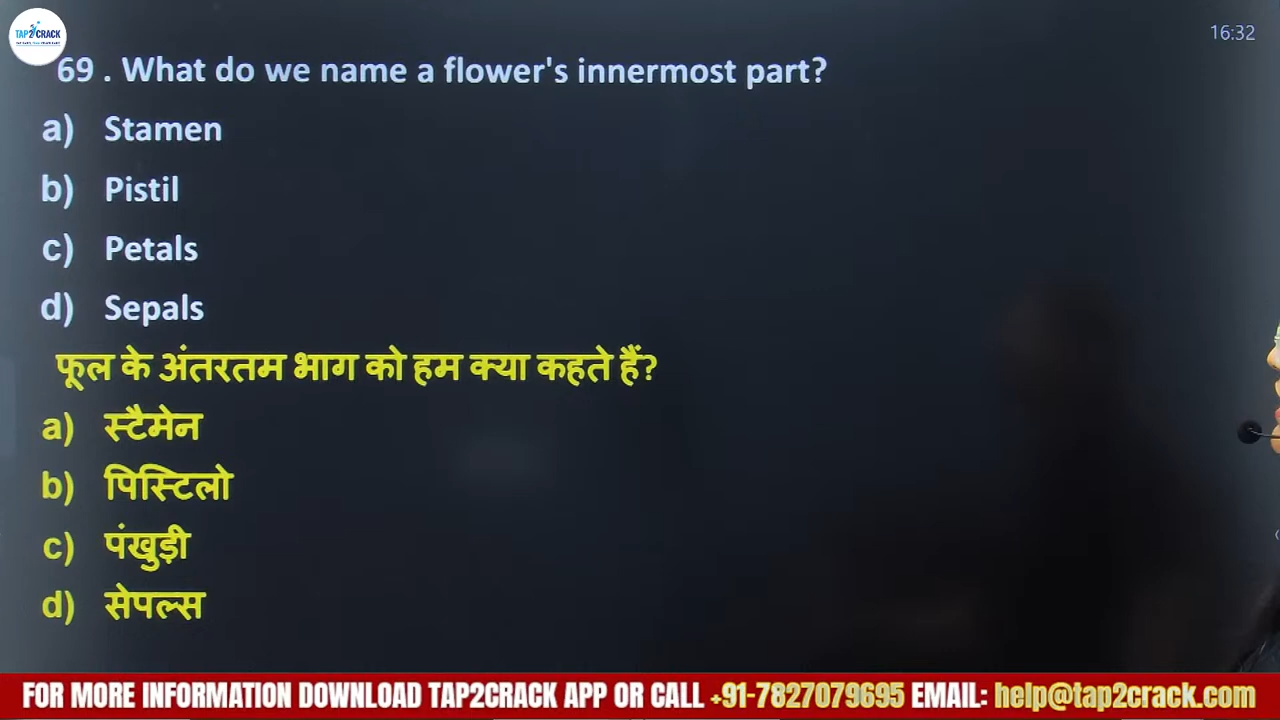 TAP2CRACK
16:32
69 . What do we name a flower's innermost part?
a) Stamen
b) Pistil
c) Petals
d) Sepals
फूल के अंतरतम भाग को हम क्या कहते हैं?
a) स्टैमेन
b) पिस्टिलो
c) पंखुड़ी
d) सेपल्स
FOR MORE INFORMATION DOWNLOAD TAP2CRACK APP OR CALL +91-7827079695 EMAIL: help@tap2crack.com